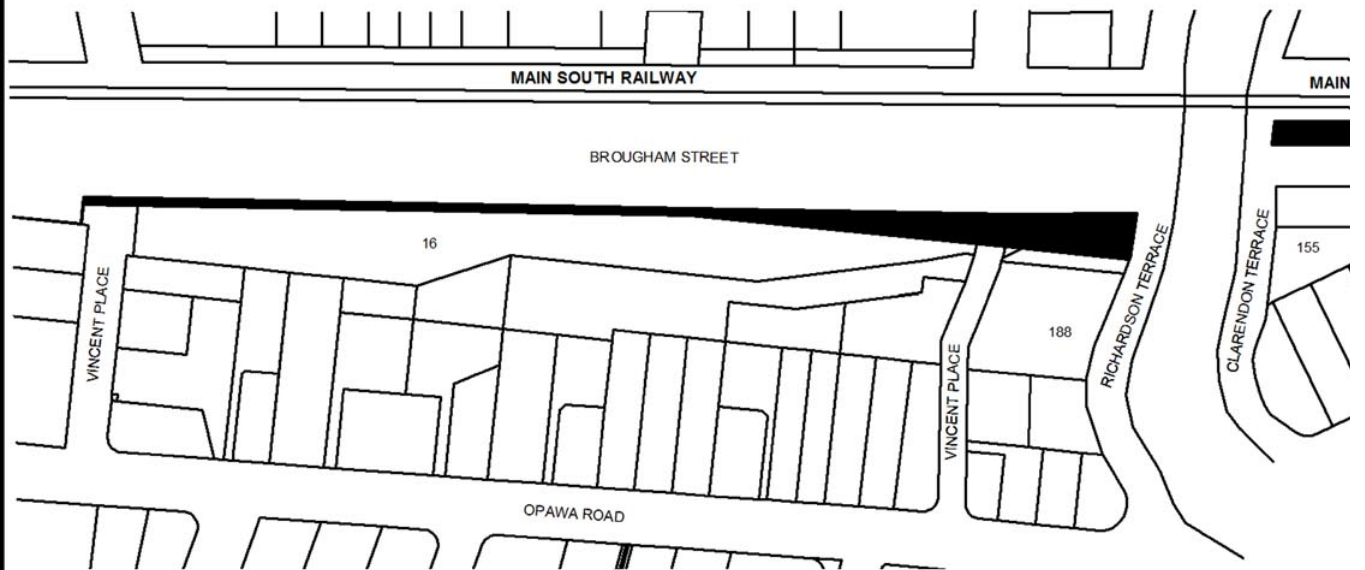 MAIN SOUTH RAILWAY
MAIN
BROUGHAM STREET
16
155
VINCENT PLACE
188
RICHARDSON TERRACE
CLARENDON TERRACE
VINCENT PLACE
OPAWA ROAD